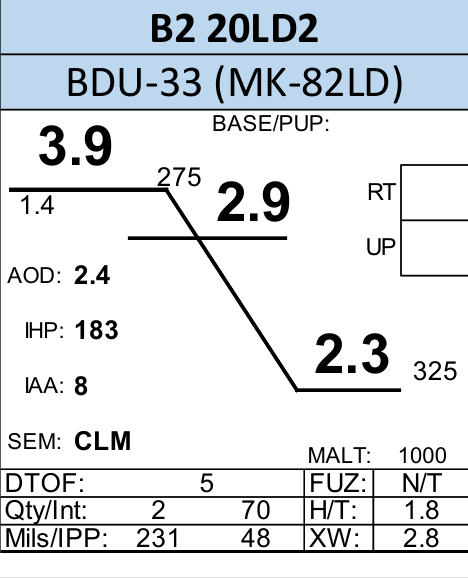 B2 20LD2
BDU-33 (MK-82LD)
BASE/PUP:
3.9
275
1.4
2.9
RT
UP
AOD: 2.4
IHP: 183
2.3
325
IAA: 8
SEM: CLM
MALT: 1000
DTOF: 5 FUZ: N/T
Qty/Int: 2 70 H/T: 1.8
Mils/IPP: 231 48 XW: 2.8